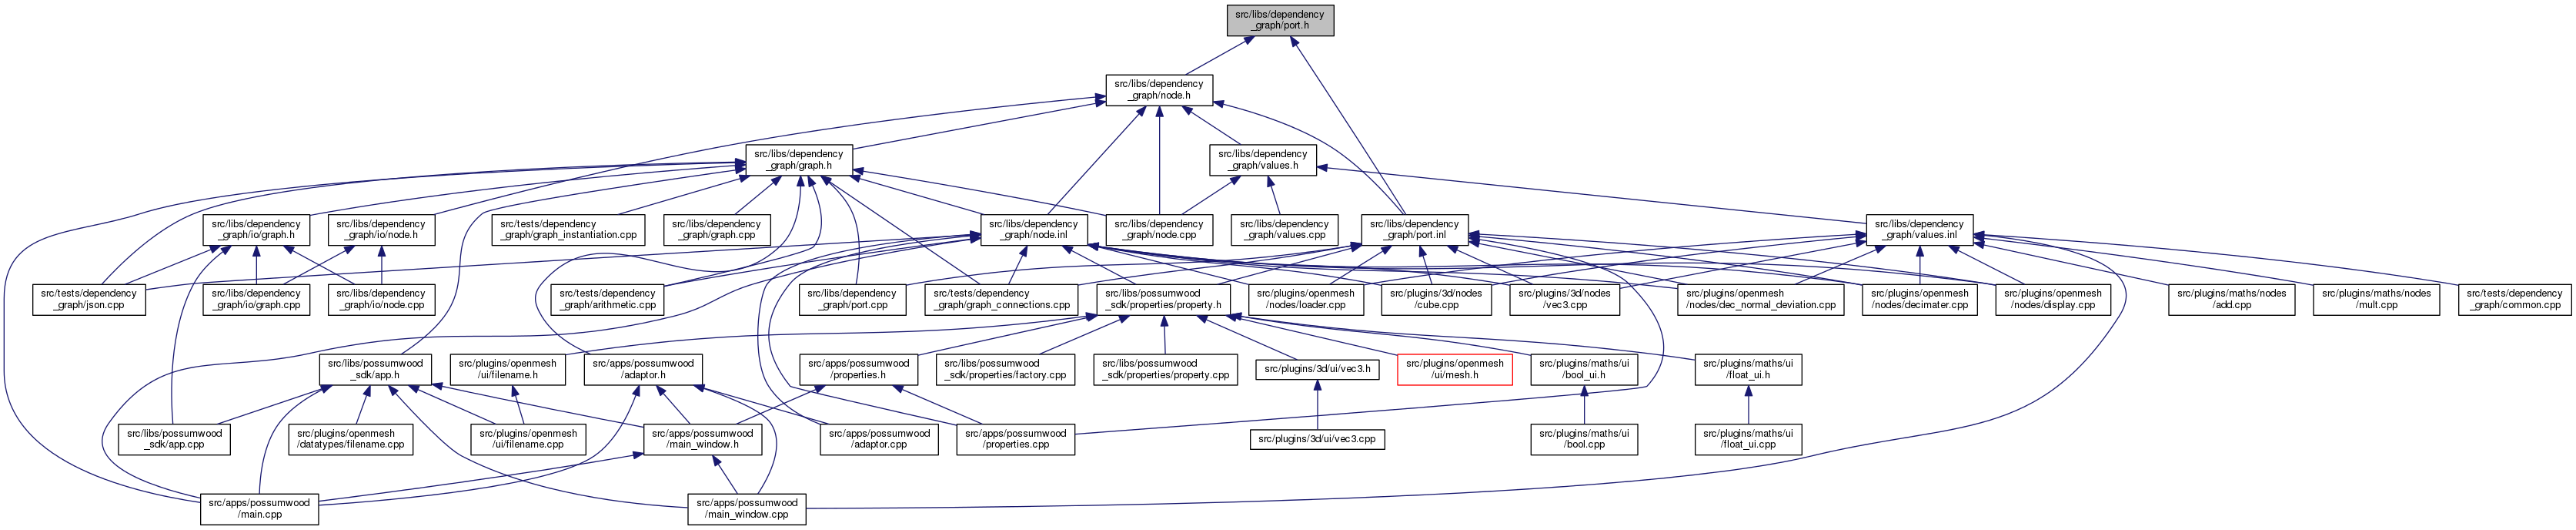 src/libs/dependency
_graph/port.h
src/libs/dependency
_graph/node.h
src/libs/dependency
_graph/graph.h
src/libs/dependency
_graph/values.h
src/libs/dependency
_graph/io/graph.h
src/libs/dependency
_graph/io/node.h
src/tests/dependency
_graph/graph_instantiation.cpp
src/libs/dependency
_graph/graph.cpp
src/libs/dependency
_graph/node.inl
src/libs/dependency
_graph/node.cpp
src/libs/dependency
_graph/values.cpp
src/libs/dependency
_graph/port.inl
src/libs/dependency
_graph/values.inl
src/tests/dependency
_graph/json.cpp
src/libs/dependency
_graph/io/graph.cpp
src/libs/dependency
_graph/io/node.cpp
src/tests/dependency
_graph/arithmetic.cpp
src/libs/dependency
_graph/port.cpp
src/tests/dependency
_graph/graph_connections.cpp
src/libs/possumwood
_sdk/properties/property.h
src/plugins/openmesh
/nodes/loader.cpp
src/plugins/3d/nodes
/cube.cpp
src/plugins/3d/nodes
/vec3.cpp
src/plugins/openmesh
/nodes/dec_normal_deviation.cpp
src/plugins/openmesh
/nodes/decimater.cpp
src/plugins/openmesh
/nodes/display.cpp
src/plugins/maths/nodes
/add.cpp
src/plugins/maths/nodes
/mult.cpp
src/tests/dependency
_graph/common.cpp
src/libs/possumwood
_sdk/app.h
src/plugins/openmesh
/ui/filename.h
src/apps/possumwood
/adaptor.h
src/apps/possumwood
/properties.h
src/libs/possumwood
_sdk/properties/factory.cpp
src/libs/possumwood
_sdk/properties/property.cpp
src/plugins/3d/ui/vec3.h
src/plugins/openmesh
/ui/mesh.h
src/plugins/maths/ui
/bool_ui.h
src/plugins/maths/ui
/float_ui.h
src/libs/possumwood
_sdk/app.cpp
src/plugins/openmesh
/datatypes/filename.cpp
src/plugins/openmesh
/ui/filename.cpp
src/apps/possumwood
/main_window.h
src/apps/possumwood
/adaptor.cpp
src/apps/possumwood
/properties.cpp
src/plugins/3d/ui/vec3.cpp
src/plugins/maths/ui
/bool.cpp
src/plugins/maths/ui
/float_ui.cpp
src/apps/possumwood
/main.cpp
src/apps/possumwood
/main_window.cpp